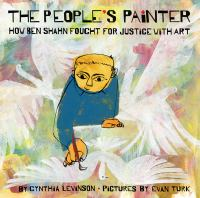 THE PEOPLE'S PAINTER
HOW BEN SHAHN FOUGHT FOR JUSTICE WITH ART
BY CYNTHIA LEVINSON • PICTURES BY EVAN TURK